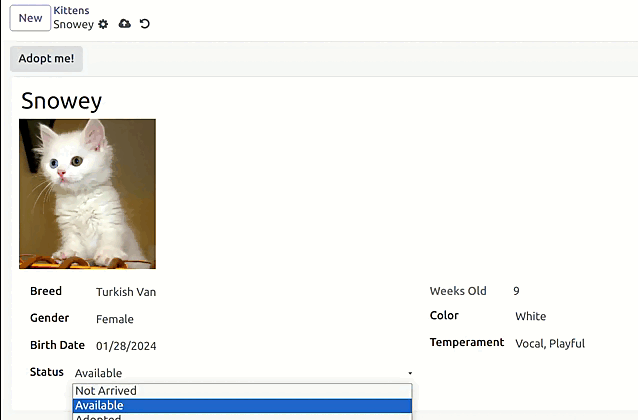 New
Kittens
Snowey
Adopt me!
Snowey
Breed Turkish Van
Weeks Old 9
Gender Female
Color White
Birth Date 01/28/2024
Temperament Vocal, Playful
Status Available
Not Arrived
Available
Adopted